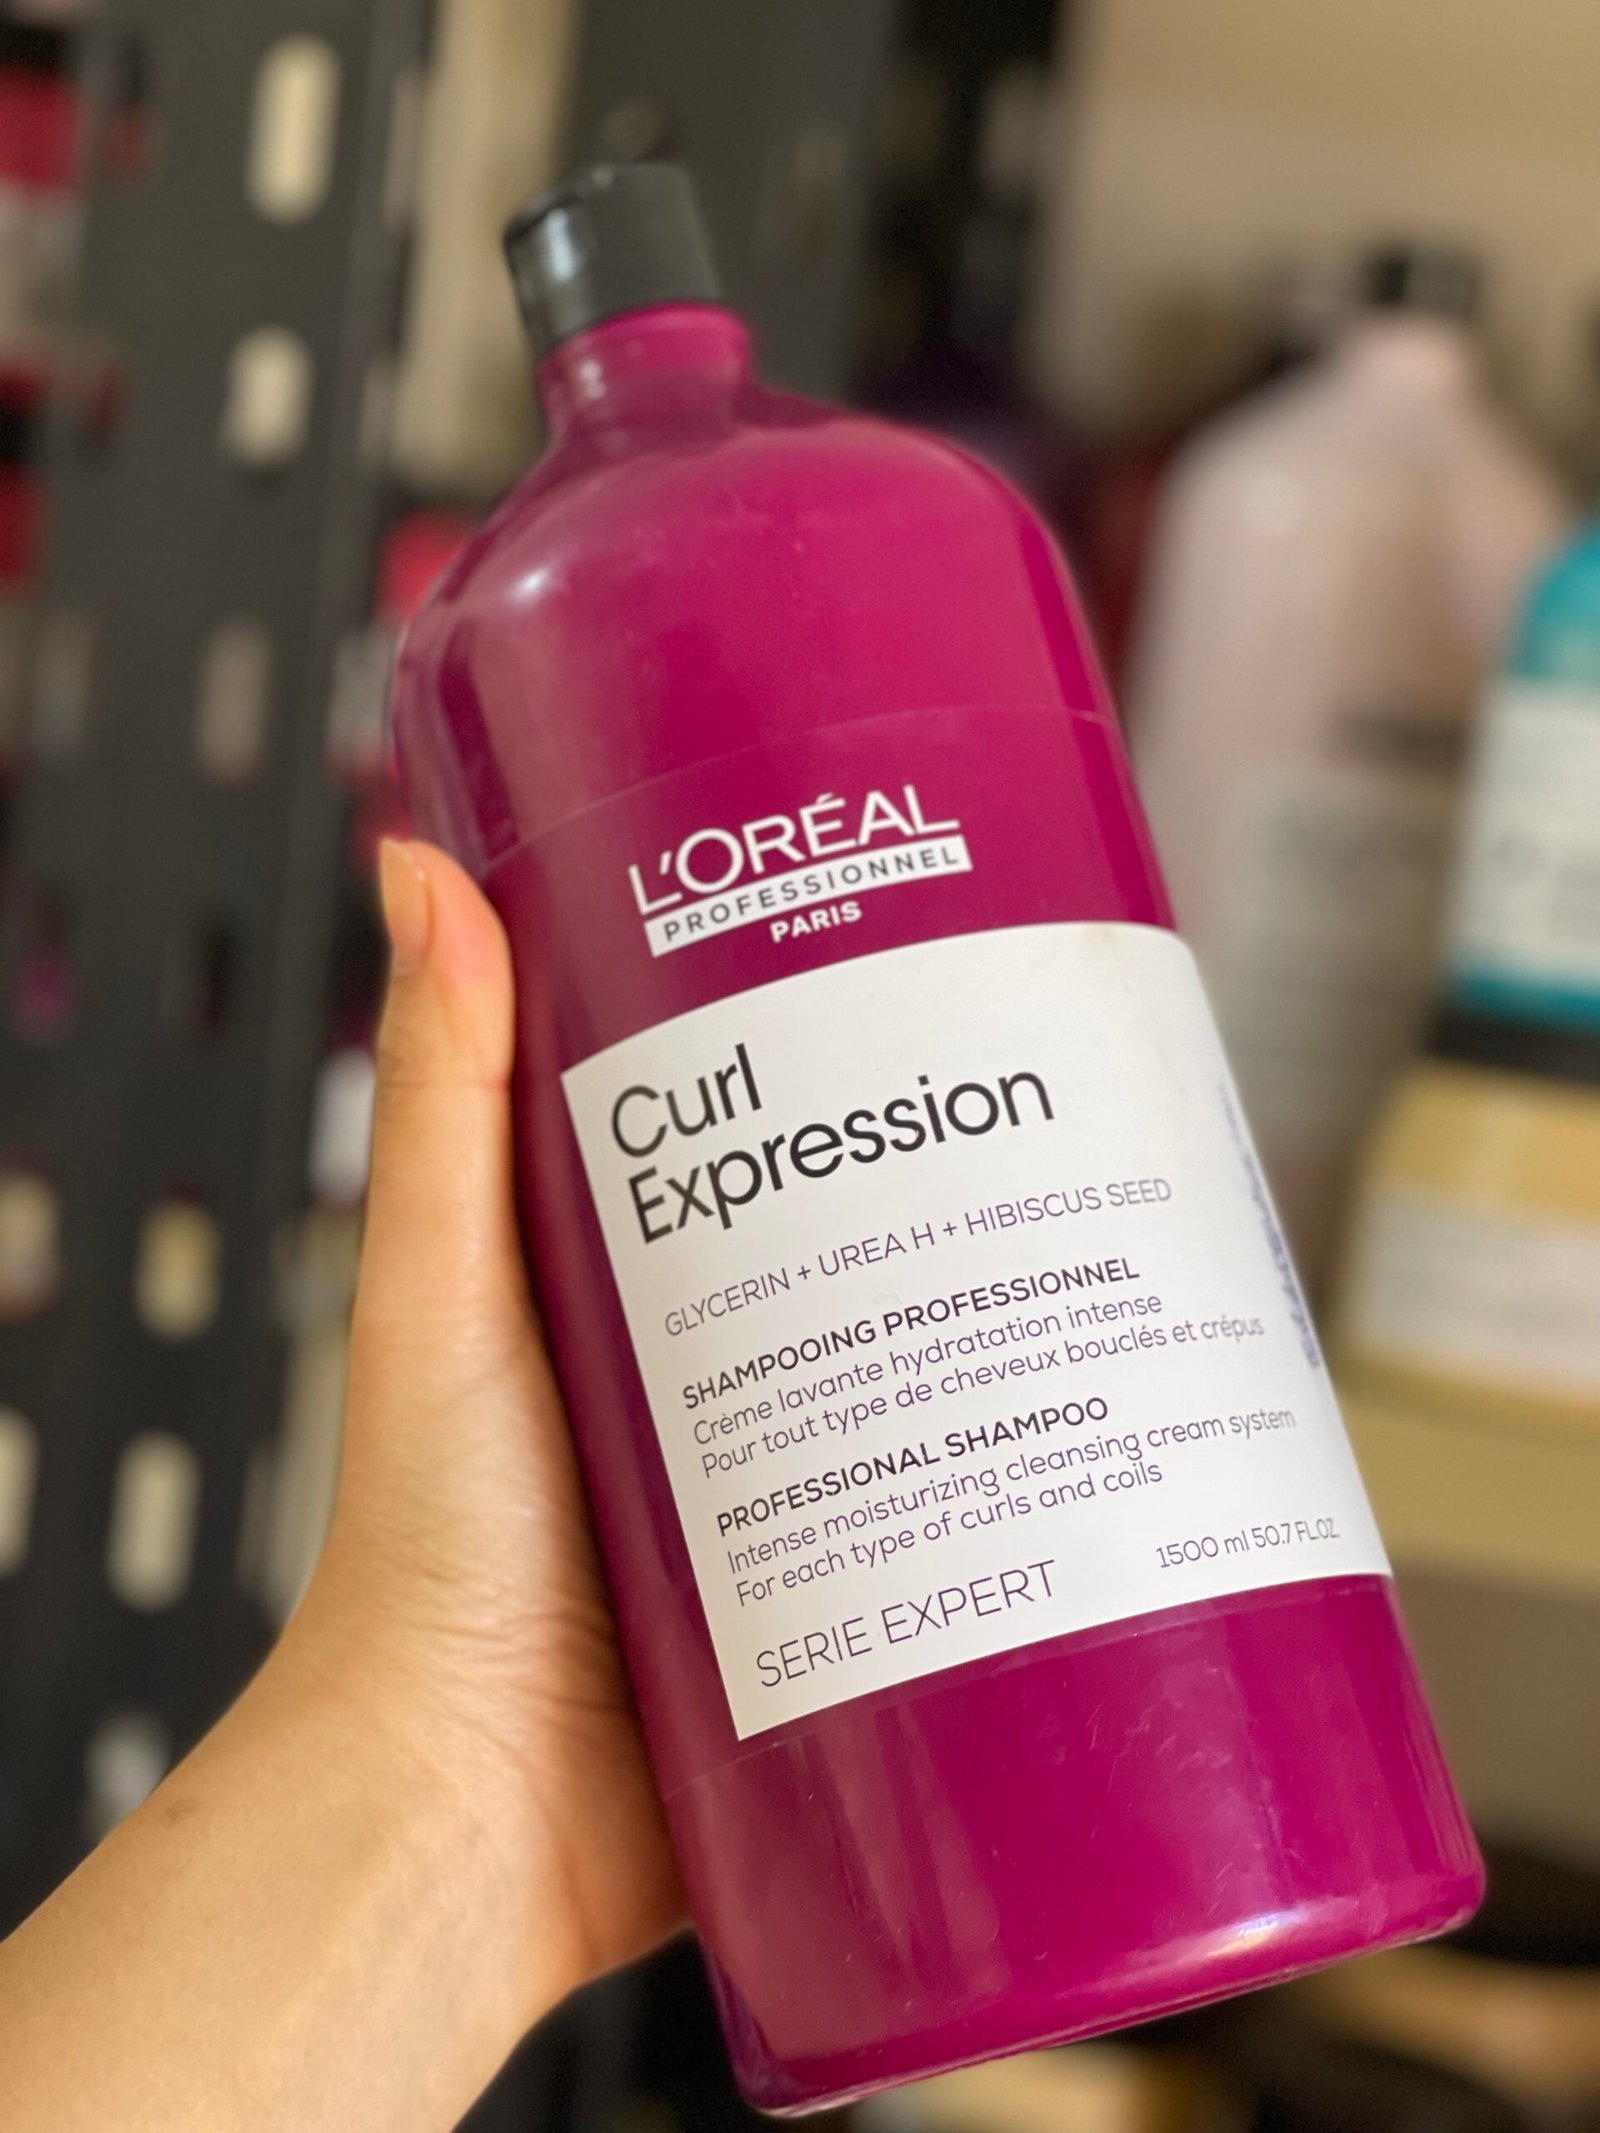 L'ORÉAL
PROFESSIONNEL
PARIS
Curl
Expression
GLYCERIN + UREA H + HIBISCUS SEED
SHAMPOOING PROFESSIONNEL
Crème lavante hydratation intense
Pour tout type de cheveux bouclés et crépus
PROFESSIONAL SHAMPOO
Intense moisturizing cleansing cream system
For each type of curls and coils
SERIE EXPERT
1500 ml 50.7 FL.OZ